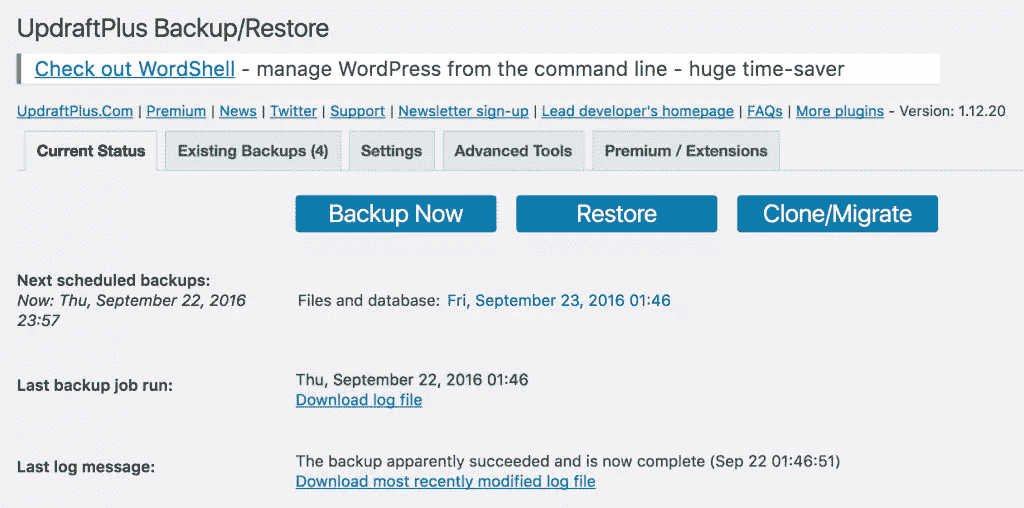 UpdraftPlus Backup/Restore
Check out WordShell - manage WordPress from the command line - huge time-saver
UpdraftPlus.Com | Premium | News | Twitter | Support | Newsletter sign-up | Lead developer's homepage | FAQs | More plugins - Version: 1.12.20
Current Status Existing Backups (4) Settings Advanced Tools Premium / Extensions
Backup Now Restore Clone/Migrate
Next scheduled backups:
Now: Thu, September 22, 2016
23:57
Files and database: Fri, September 23, 2016 01:46
Last backup job run:
Thu, September 22, 2016 01:46
Download log file
Last log message:
The backup apparently succeeded and is now complete (Sep 22 01:46:51)
Download most recently modified log file